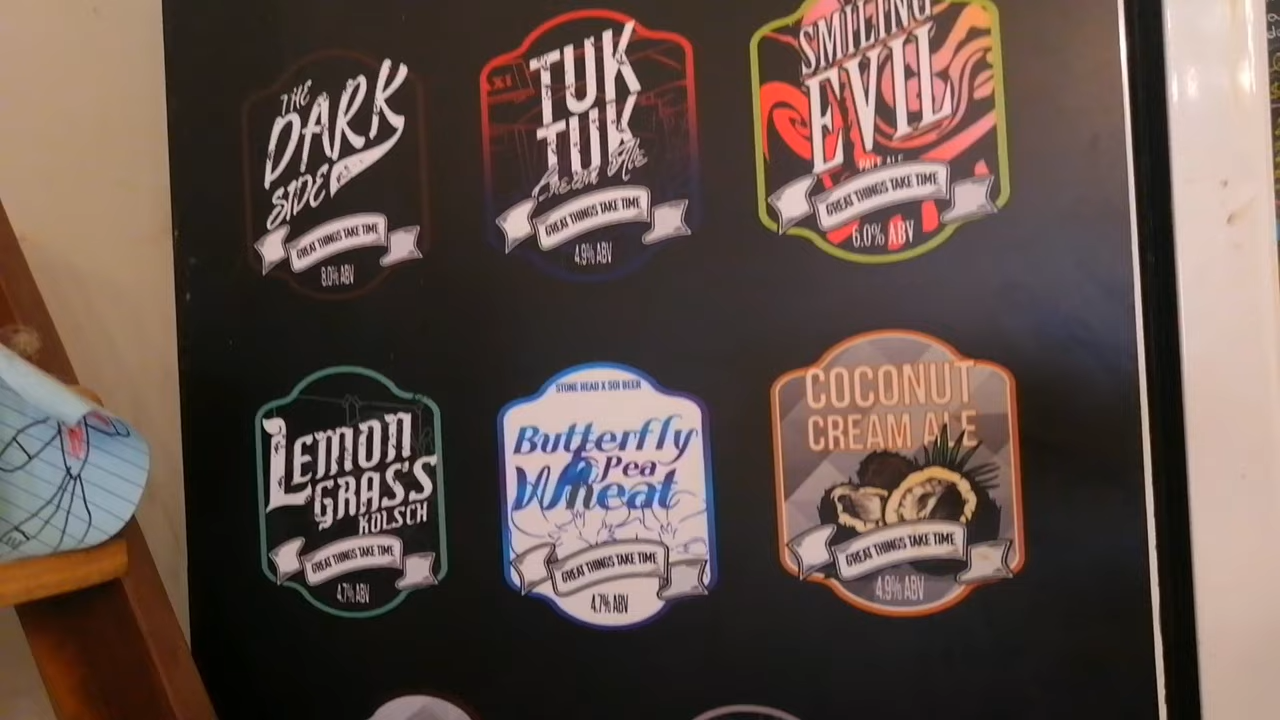 THE
DARK
SIDE
GREAT THINGS TAKE TIME
8.0% ABV
TAXI
TUK
TUK
Cream Ale
GREAT THINGS TAKE TIME
4.9% ABV
SMILING
EVIL
PALE ALE
GREAT THINGS TAKE TIME
6.0% ABV
LEMON
GRASS
KOLSCH
GREAT THINGS TAKE TIME
4.7% ABV
STONE HEAD X SOI BEER
Butterfly
Pea
Wheat
GREAT THINGS TAKE TIME
4.7% ABV
COCONUT
CREAM ALE
GREAT THINGS TAKE TIME
4.9% ABV